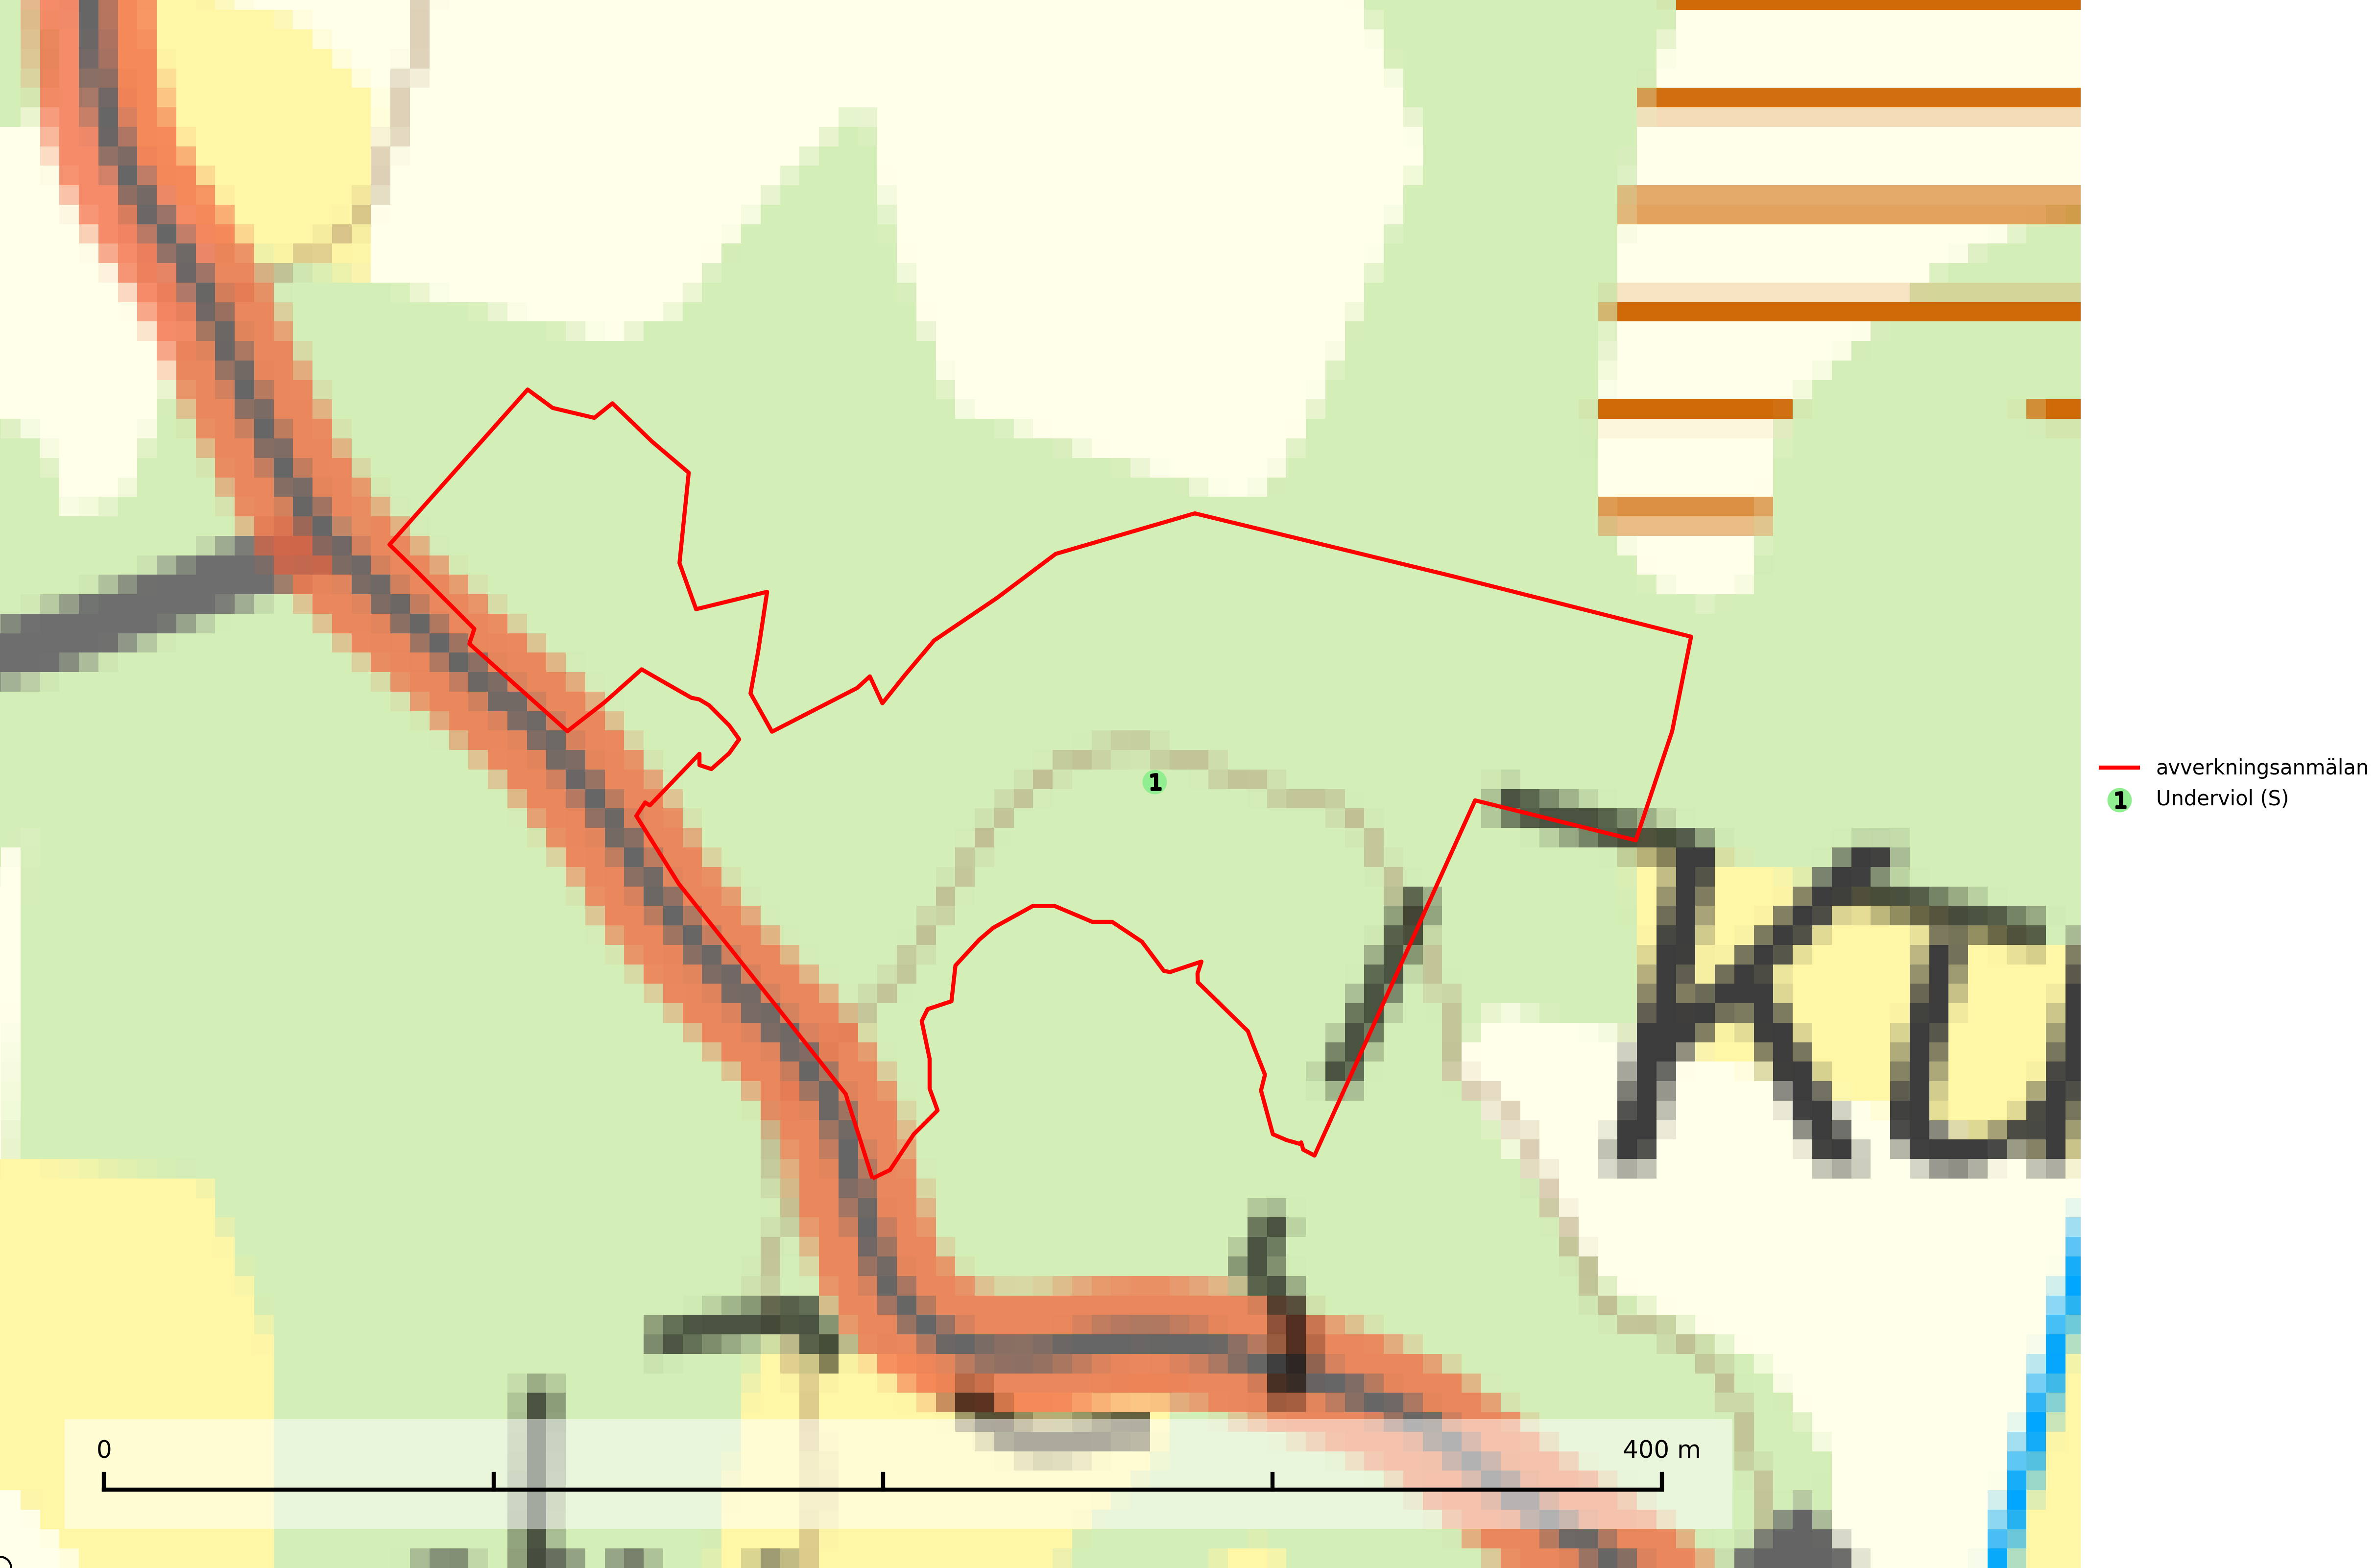 1
avverkningsanmälan
1 Underviol (S)
0 400 m